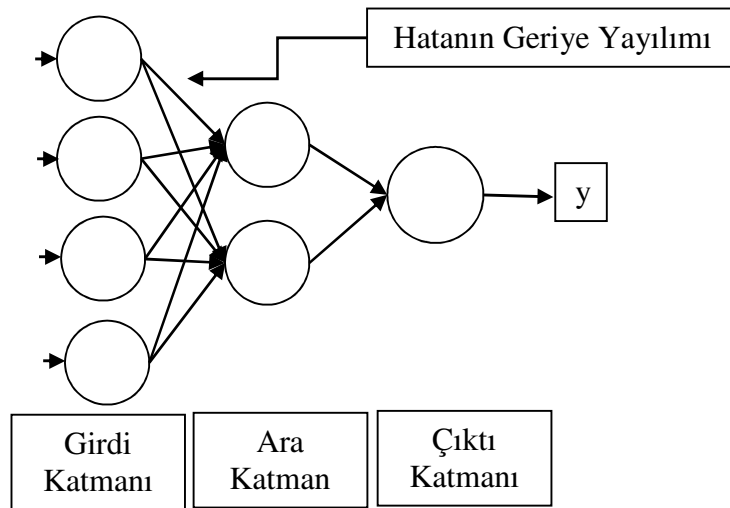 Hatanın Geriye Yayılımı
y
Girdi
Katmanı
Ara
Katman
Çıktı
Katmanı